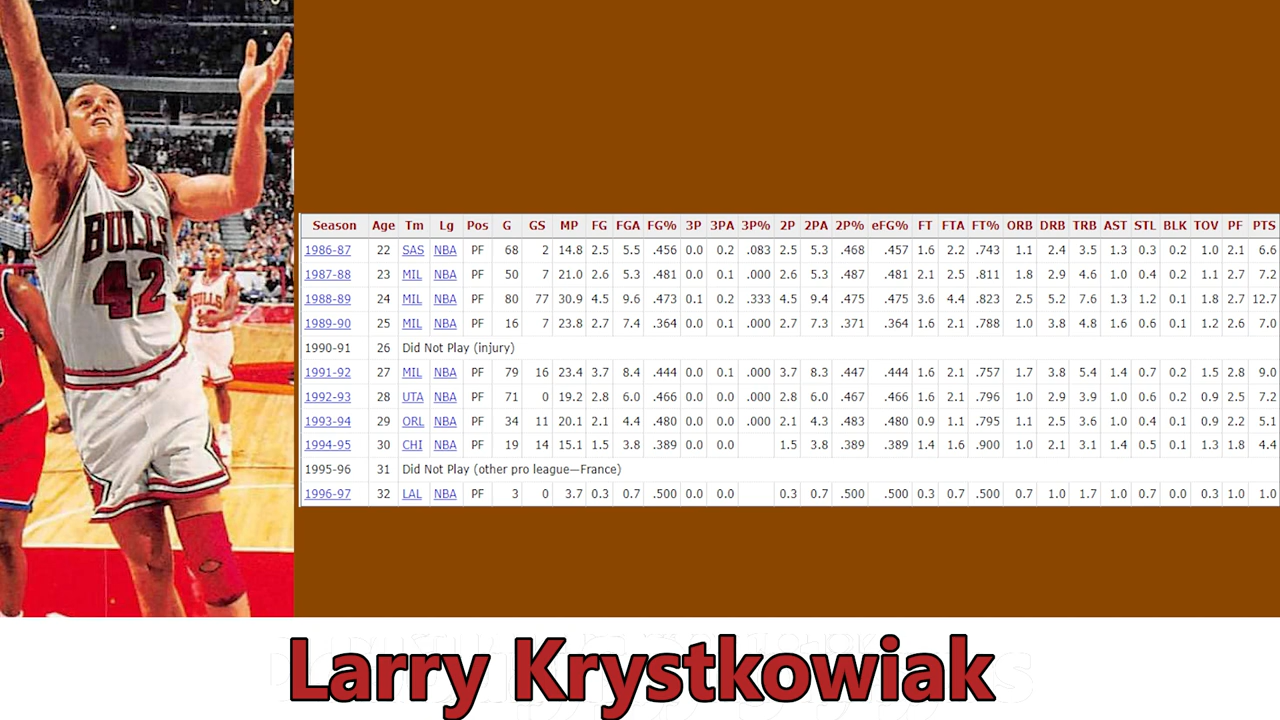 BULLS
42
BULLS
Season Age Tm Lg Pos G GS MP FG FGA FG% 3P 3PA 3P% 2P 2PA 2P% eFG% FT FTA FT% ORB DRB TRB AST STL BLK TOV PF PTS
1986-87 22 SAS NBA PF 68 2 14.8 2.5 5.5 .456 0.0 0.2 .083 2.5 5.3 .468 .457 1.6 2.2 .743 1.1 2.4 3.5 1.3 0.3 0.2 1.0 2.1 6.6
1987-88 23 MIL NBA PF 50 7 21.0 2.6 5.3 .481 0.0 0.1 .000 2.6 5.3 .487 .481 2.1 2.5 .811 1.8 2.9 4.6 1.0 0.4 0.2 1.1 2.7 7.2
1988-89 24 MIL NBA PF 80 77 30.9 4.5 9.6 .473 0.1 0.2 .333 4.5 9.4 .475 .475 3.6 4.4 .823 2.5 5.2 7.6 1.3 1.2 0.1 1.8 2.7 12.7
1989-90 25 MIL NBA PF 16 7 23.8 2.7 7.4 .364 0.0 0.1 .000 2.7 7.3 .371 .364 1.6 2.1 .788 1.0 3.8 4.8 1.6 0.6 0.1 1.2 2.6 7.0
1990-91 26 Did Not Play (injury)
1991-92 27 MIL NBA PF 79 16 23.4 3.7 8.4 .444 0.0 0.1 .000 3.7 8.3 .447 .444 1.6 2.1 .757 1.7 3.8 5.4 1.4 0.7 0.2 1.5 2.8 9.0
1992-93 28 UTA NBA PF 71 0 19.2 2.8 6.0 .466 0.0 0.0 .000 2.8 6.0 .467 .466 1.6 2.1 .796 1.0 2.9 3.9 1.0 0.6 0.2 0.9 2.5 7.2
1993-94 29 ORL NBA PF 34 11 20.1 2.1 4.4 .480 0.0 0.0 .000 2.1 4.3 .483 .480 0.9 1.1 .795 1.1 2.5 3.6 1.0 0.4 0.1 0.9 2.2 5.1
1994-95 30 CHI NBA PF 19 14 15.1 1.5 3.8 .389 0.0 0.0 1.5 3.8 .389 .389 1.4 1.6 .900 1.0 2.1 3.1 1.4 0.5 0.1 1.3 1.8 4.4
1995-96 31 Did Not Play (other pro league—France)
1996-97 32 LAL NBA PF 3 0 3.7 0.3 0.7 .500 0.0 0.0 0.3 0.7 .500 .500 0.3 0.7 .500 0.7 1.0 1.7 1.0 0.7 0.0 0.3 1.0 1.0
Larry Krystkowiak